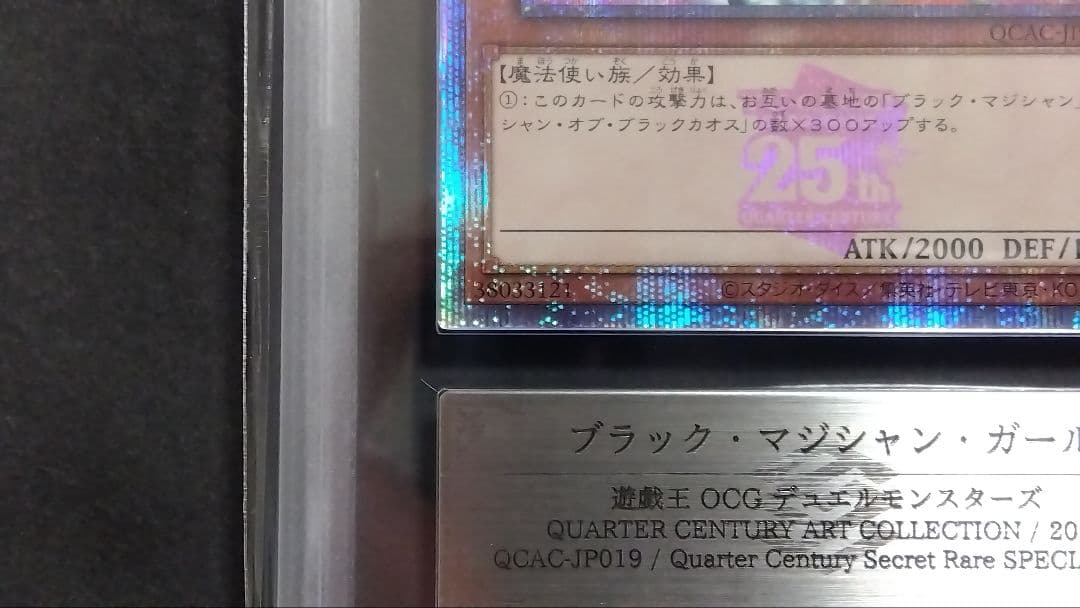 QCAC-JP
【魔法使い族／効果】
①：このカードの攻撃力は、お互いの墓地の「ブラック・マジシャン」
シャン・オブ・ブラックカオス」の数×３００アップする。
25th
QUARTER CENTURY
ATK/2000 DEF/1
38033121
©スタジオ・ダイス／集英社・テレビ東京・KO
ブラック・マジシャン・ガール
遊戯王 OCG デュエルモンスターズ
QUARTER CENTURY ART COLLECTION / 20
QCAC-JP019 / Quarter Century Secret Rare SPECI